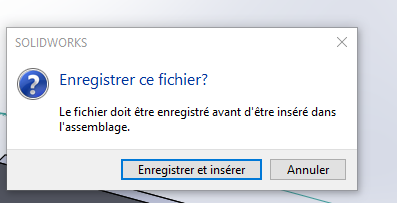 SOLIDWORKS
Enregistrer ce fichier?
Le fichier doit être enregistré avant d'être inséré dans
l'assemblage.
Enregistrer et insérer
Annuler